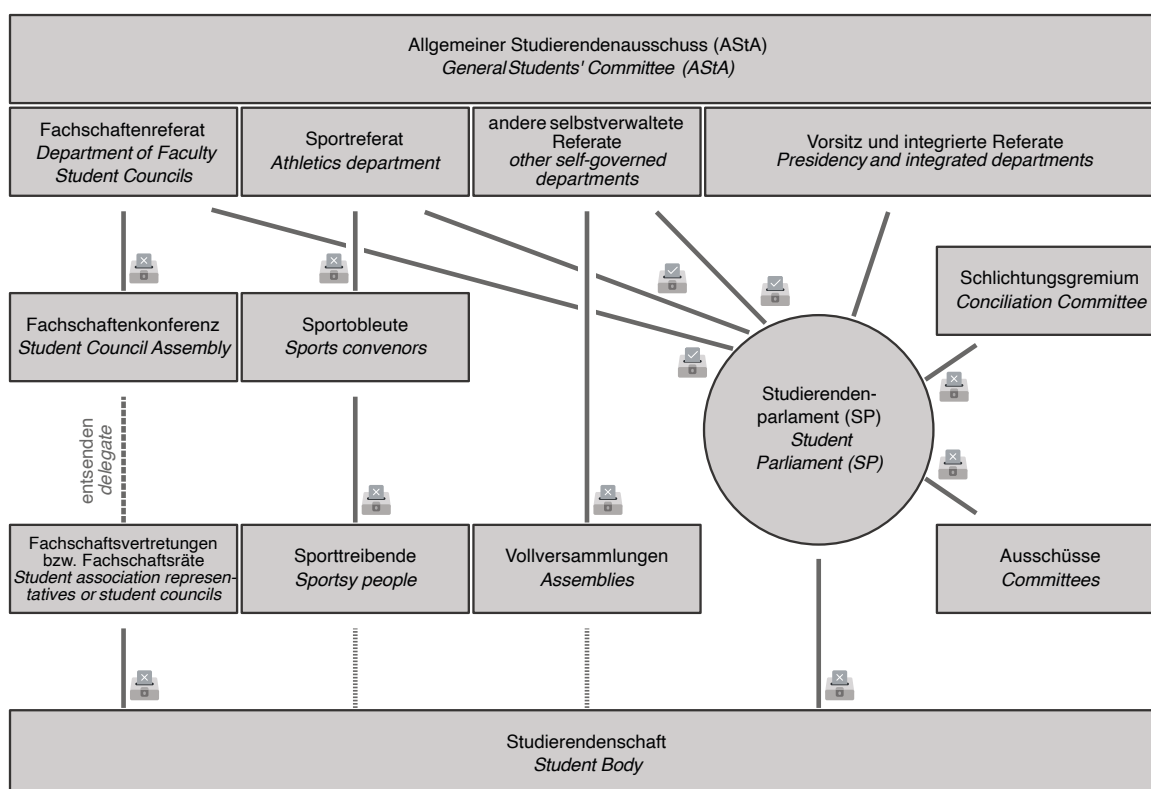 Allgemeiner Studierendenausschuss (AStA)
General Students' Committee (AStA)
Fachschaftenreferat
Department of Faculty
Student Councils
Sportreferat
Athletics department
andere selbstverwaltete
Referate
other self-governed
departments
Vorsitz und integrierte Referate
Presidency and integrated departments
Schlichtungsgremium
Conciliation Committee
Fachschaftenkonferenz
Student Council Assembly
Sportobleute
Sports convenors
Studierenden-
parlament (SP)
Student
Parliament (SP)
entsenden
delegate
Fachschaftsvertretungen
bzw. Fachschaftsräte
Student association represen-
tatives or student councils
Sporttreibende
Sportsy people
Vollversammlungen
Assemblies
Ausschüsse
Committees
Studierendenschaft
Student Body